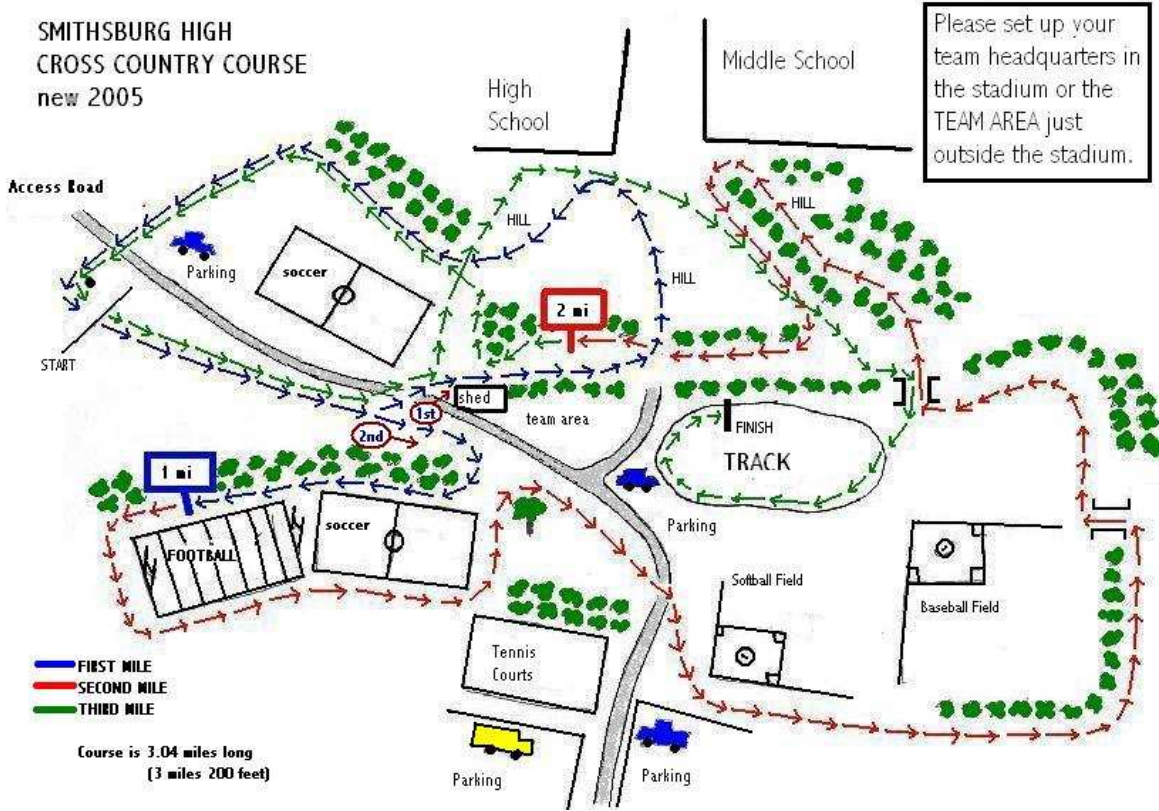 SMITHSBURG HIGH
CROSS COUNTRY COURSE
new 2005
Please set up your
team headquarters in
the stadium or the
TEAM AREA just
outside the stadium.
High
School
Middle School
Access Road
Parking
soccer
HILL
HILL
HILL
START
2 mi
shed
1st
2nd
team area
FINISH
TRACK
1 mi
FOOTBALL
soccer
Parking
Softball Field
Baseball Field
Tennis
Courts
Parking
Parking
FIRST MILE
SECOND MILE
THIRD MILE
Course is 3.04 miles long
(3 miles 200 feet)